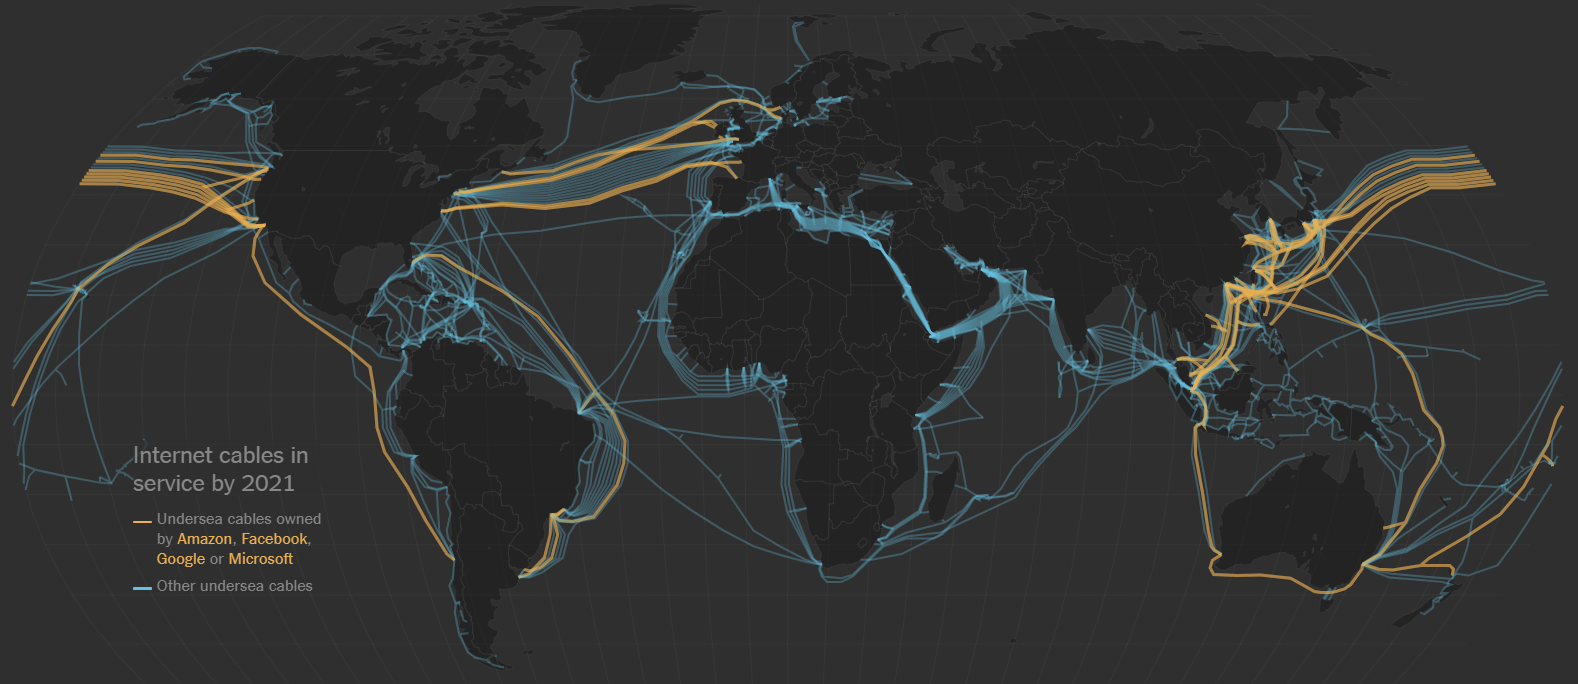 Internet cables in
service by 2021
Undersea cables owned
by Amazon, Facebook,
Google or Microsoft
Other undersea cables